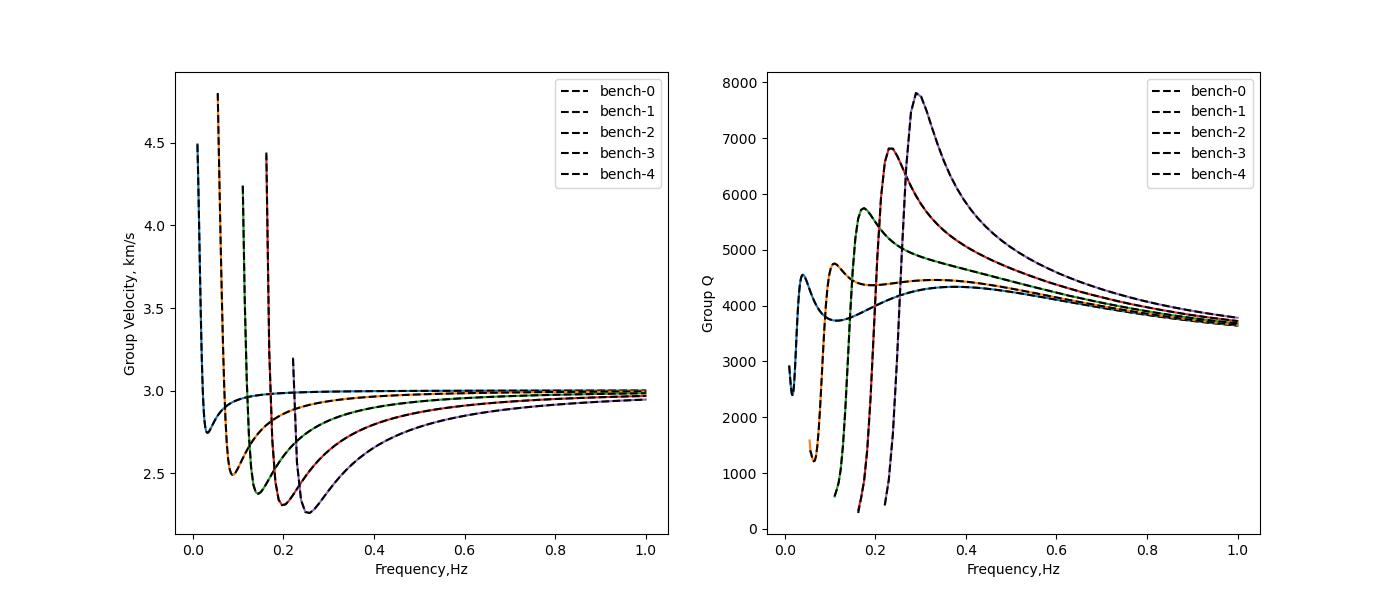 bench-0
bench-1
bench-2
bench-3
bench-4
4.5
4.0
3.5
3.0
2.5
Group Velocity, km/s
0.0 0.2 0.4 0.6 0.8 1.0
Frequency,Hz
bench-0
bench-1
bench-2
bench-3
bench-4
8000
7000
6000
5000
4000
3000
2000
1000
0
Group Q
0.0 0.2 0.4 0.6 0.8 1.0
Frequency,Hz